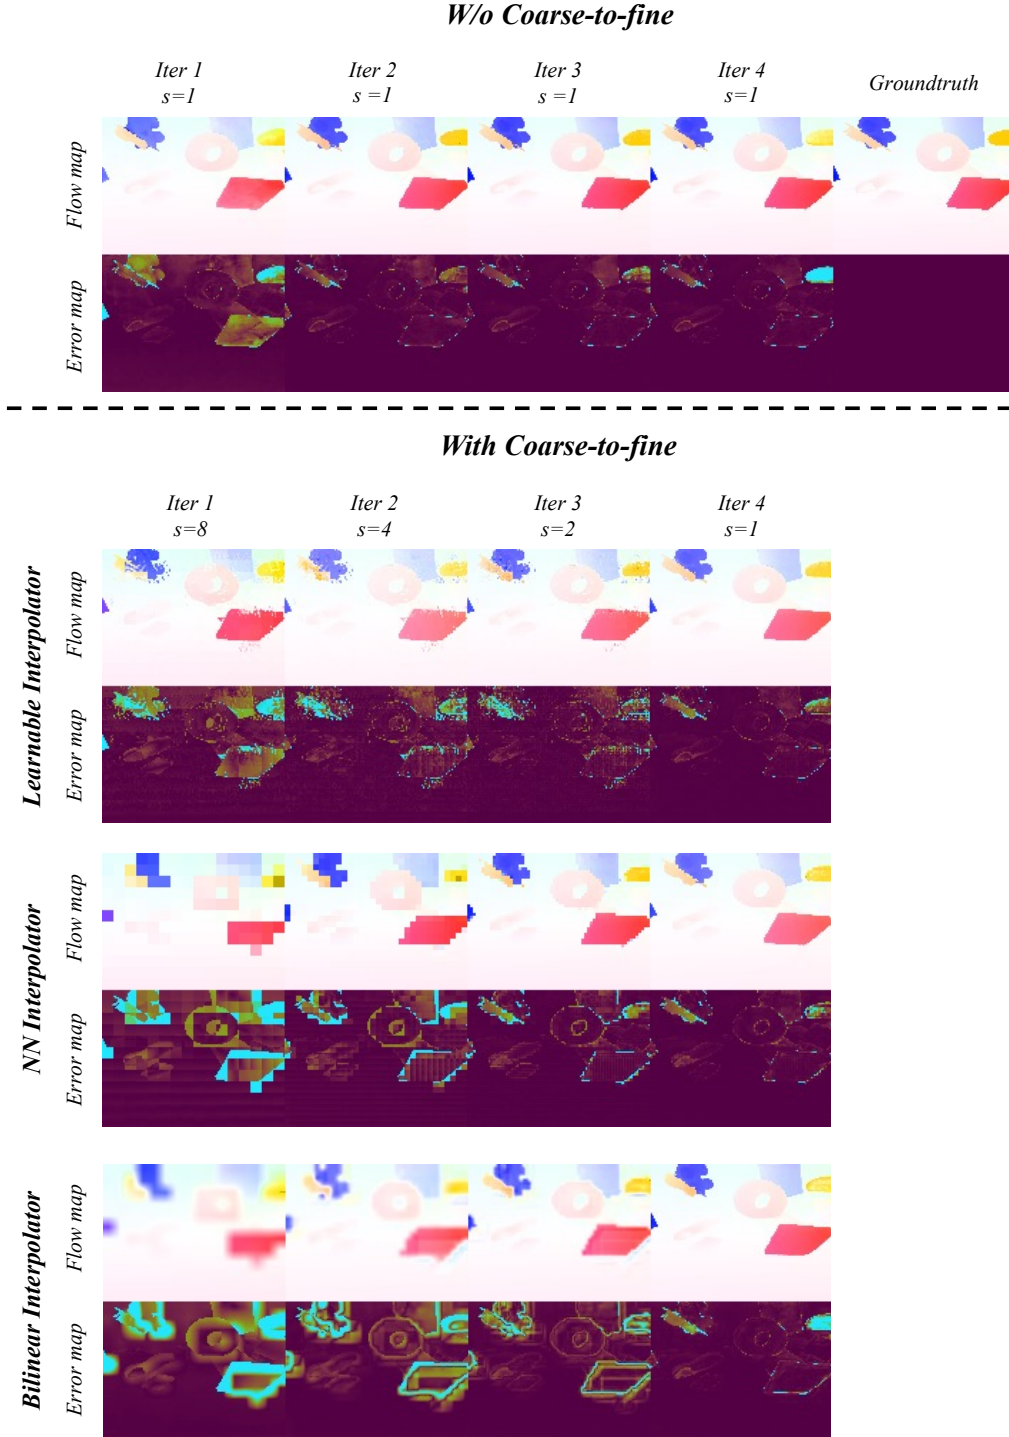 W/o Coarse-to-fine
Iter 1
s=1
Iter 2
s =1
Iter 3
s =1
Iter 4
s=1
Groundtruth
Flow map
Error map
With Coarse-to-fine
Iter 1
s=8
Iter 2
s=4
Iter 3
s=2
Iter 4
s=1
Learnable Interpolator
Flow map
Error map
NN Interpolator
Flow map
Error map
Bilinear Interpolator
Flow map
Error map